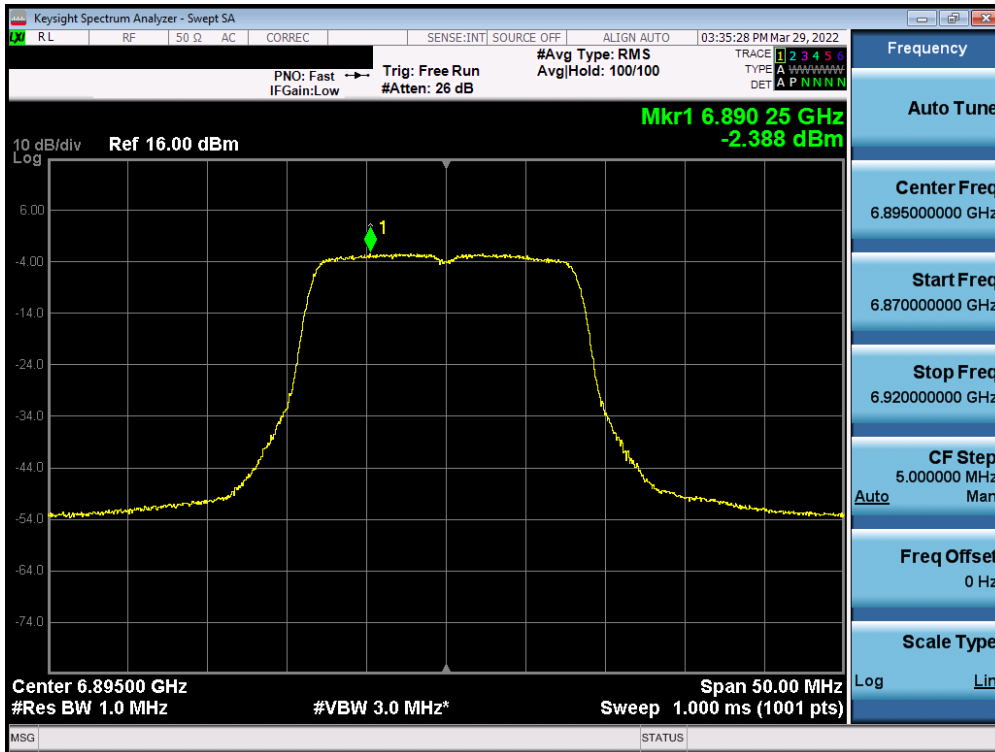 Keysight Spectrum Analyzer - Swept SA
LXI RL RF 50 Ω AC CORREC SENSE:INT SOURCE OFF ALIGN AUTO 03:35:28 PM Mar 29, 2022
PNO: Fast
IFGain:Low
Trig: Free Run
#Atten: 26 dB
#Avg Type: RMS
Avg|Hold: 100/100
TRACE 1 2 3 4 5 6
TYPE A WWWWW
DET A P N N N N
Mkr1 6.890 25 GHz
-2.388 dBm
10 dB/div Ref 16.00 dBm
Log
6.00
-4.00
-14.0
-24.0
-34.0
-44.0
-54.0
-64.0
-74.0
1
Center 6.89500 GHz Span 50.00 MHz
#Res BW 1.0 MHz #VBW 3.0 MHz* Sweep 1.000 ms (1001 pts)
MSG STATUS
Frequency
Auto Tune
Center Freq
6.895000000 GHz
Start Freq
6.870000000 GHz
Stop Freq
6.920000000 GHz
CF Step
5.000000 MHz
Auto Man
Freq Offset
0 Hz
Scale Type
Log Lin